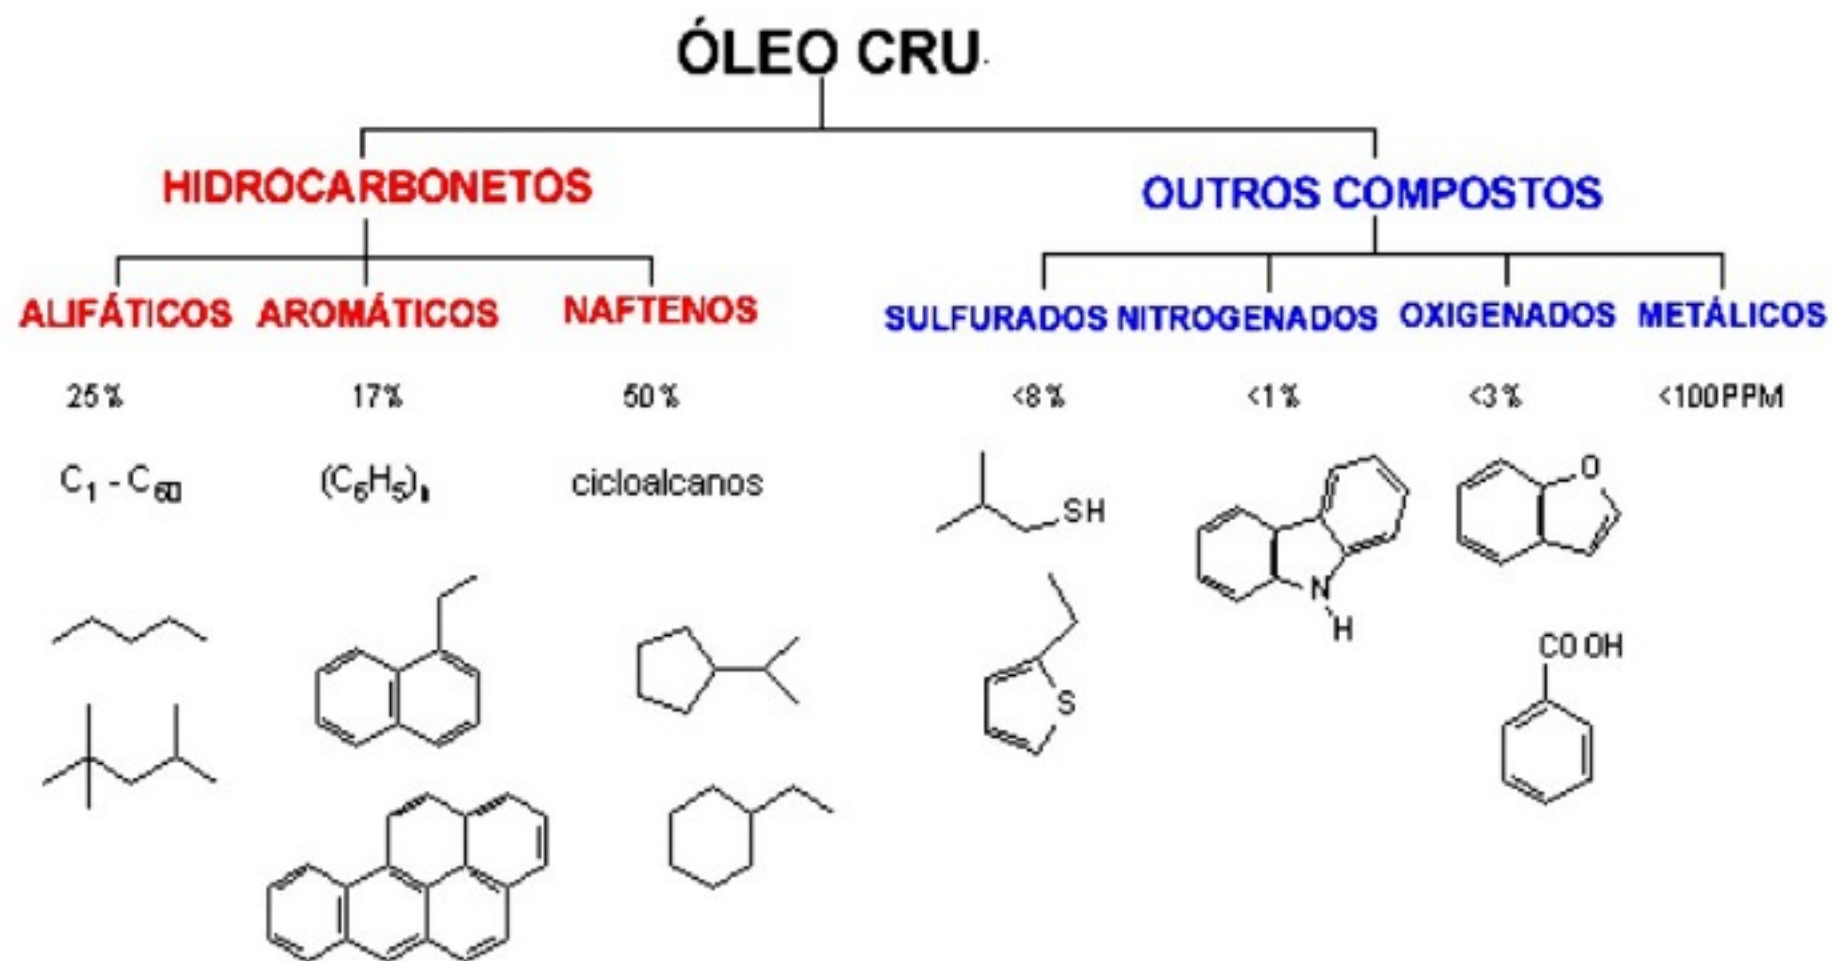 ÓLEO CRU.
HIDROCARBONETOS
OUTROS COMPOSTOS
ALIFÁTICOS AROMÁTICOS NAFTENOS
SULFURADOS NITROGENADOS OXIGENADOS METÁLICOS
25% 17% 50% <8% <1% <3% <100PPM
C1 - C60 (C6H5)n cicloalcanos
SH
O
N
H
S
COOH